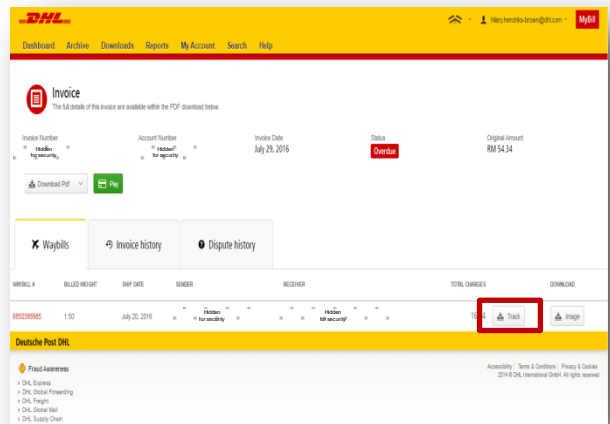 DHL
hilary.hendriks-brown@dhl.com
MyBill
Dashboard Archive Downloads Reports My Account Search Help
Invoice
The full details of this invoice are available within the PDF download below.
Invoice Number Account Number Invoice Date Status Original Amount
Hidden for security Hidden for security July 29, 2016 Overdue RM 54.34
Download Pdf Pay
Waybills Invoice history Dispute history
WAYBILL # BILLED WEIGHT SHIP DATE SENDER RECEIVER TOTAL CHARGES DOWNLOAD
6850388985 1.50 July 20, 2016 Hidden for security Hidden for security Track Image
Deutsche Post DHL
Fraud Awareness
Accessibility | Terms & Conditions | Privacy & Cookies
2014 © DHL International GmbH. All rights reserved
DHL Express
DHL Global Forwarding
DHL Freight
DHL Global Mail
DHL Supply Chain